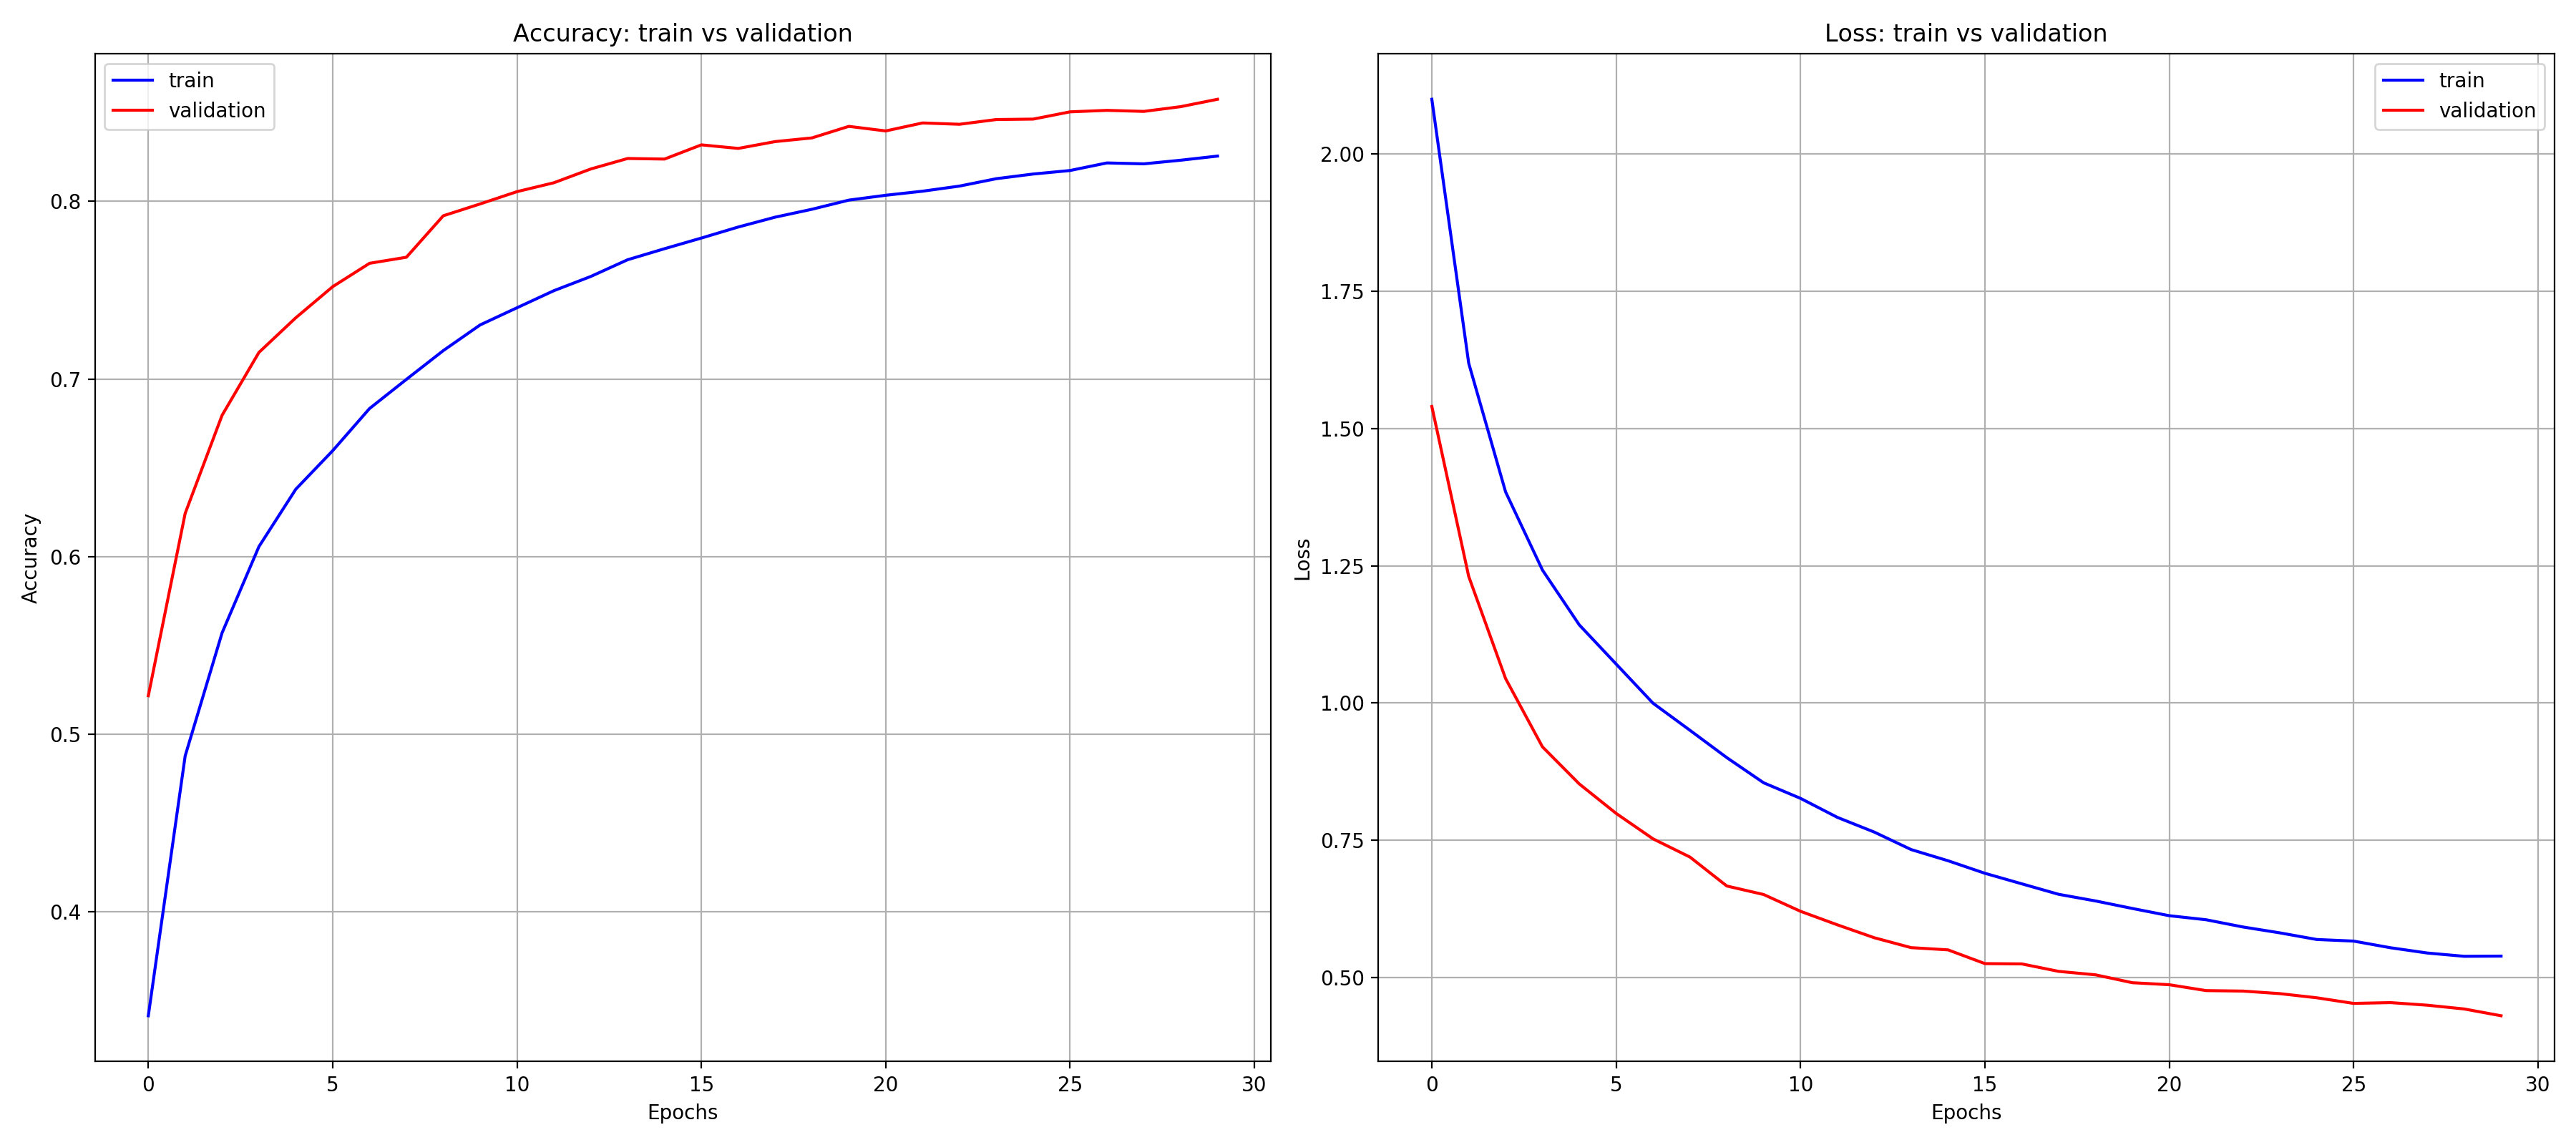 Accuracy: train vs validation
train
validation
0.8
0.7
0.6
0.5
0.4
Accuracy
0 5 10 15 20 25 30
Epochs
Loss: train vs validation
train
validation
2.00
1.75
1.50
1.25
1.00
0.75
0.50
Loss
0 5 10 15 20 25 30
Epochs